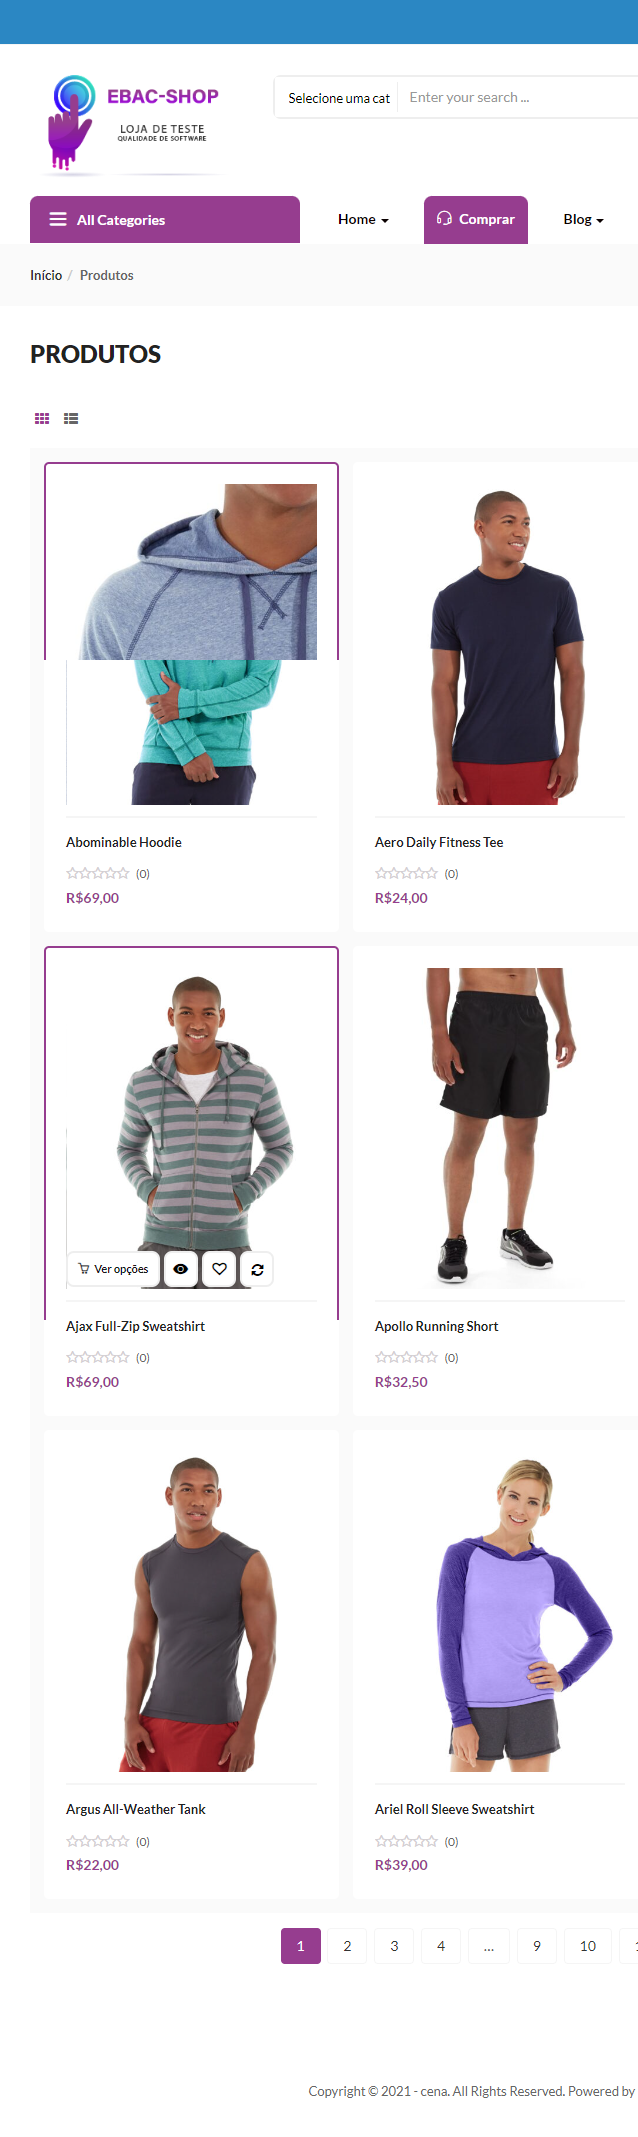 EBAC-SHOP
LOJA DE TESTE
QUALIDADE DE SOFTWARE
Selecione uma cat
Enter your search ...
All Categories
Home
Comprar
Blog
Início / Produtos
PRODUTOS
Abominable Hoodie
(0)
R$69,00
Aero Daily Fitness Tee
(0)
R$24,00
Ver opções
Ajax Full-Zip Sweatshirt
(0)
R$69,00
Apollo Running Short
(0)
R$32,50
Argus All-Weather Tank
(0)
R$22,00
Ariel Roll Sleeve Sweatshirt
(0)
R$39,00
1 2 3 4 ... 9 10
Copyright © 2021 - cena. All Rights Reserved. Powered by